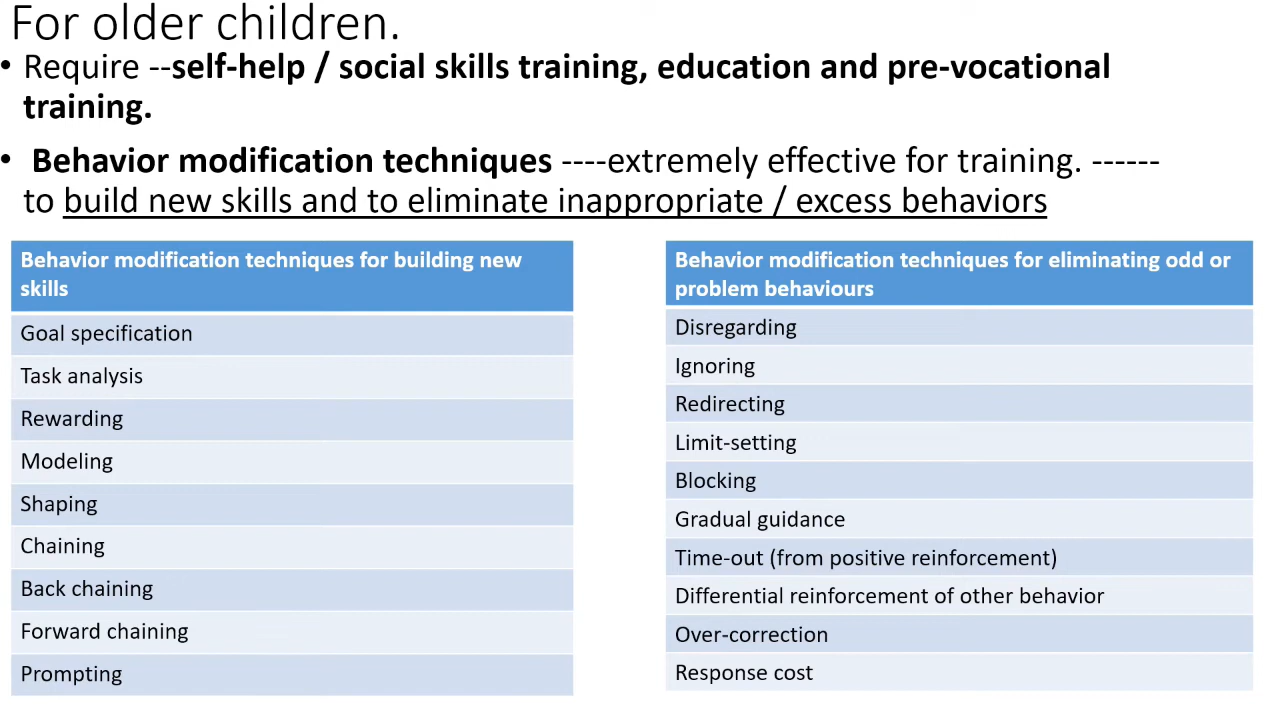 For older children.
• Require --self-help / social skills training, education and pre-vocational
training.
• Behavior modification techniques ----extremely effective for training. ------
to build new skills and to eliminate inappropriate / excess behaviors
Behavior modification techniques for building new
skills
Goal specification
Task analysis
Rewarding
Modeling
Shaping
Chaining
Back chaining
Forward chaining
Prompting
Behavior modification techniques for eliminating odd or
problem behaviours
Disregarding
Ignoring
Redirecting
Limit-setting
Blocking
Gradual guidance
Time-out (from positive reinforcement)
Differential reinforcement of other behavior
Over-correction
Response cost